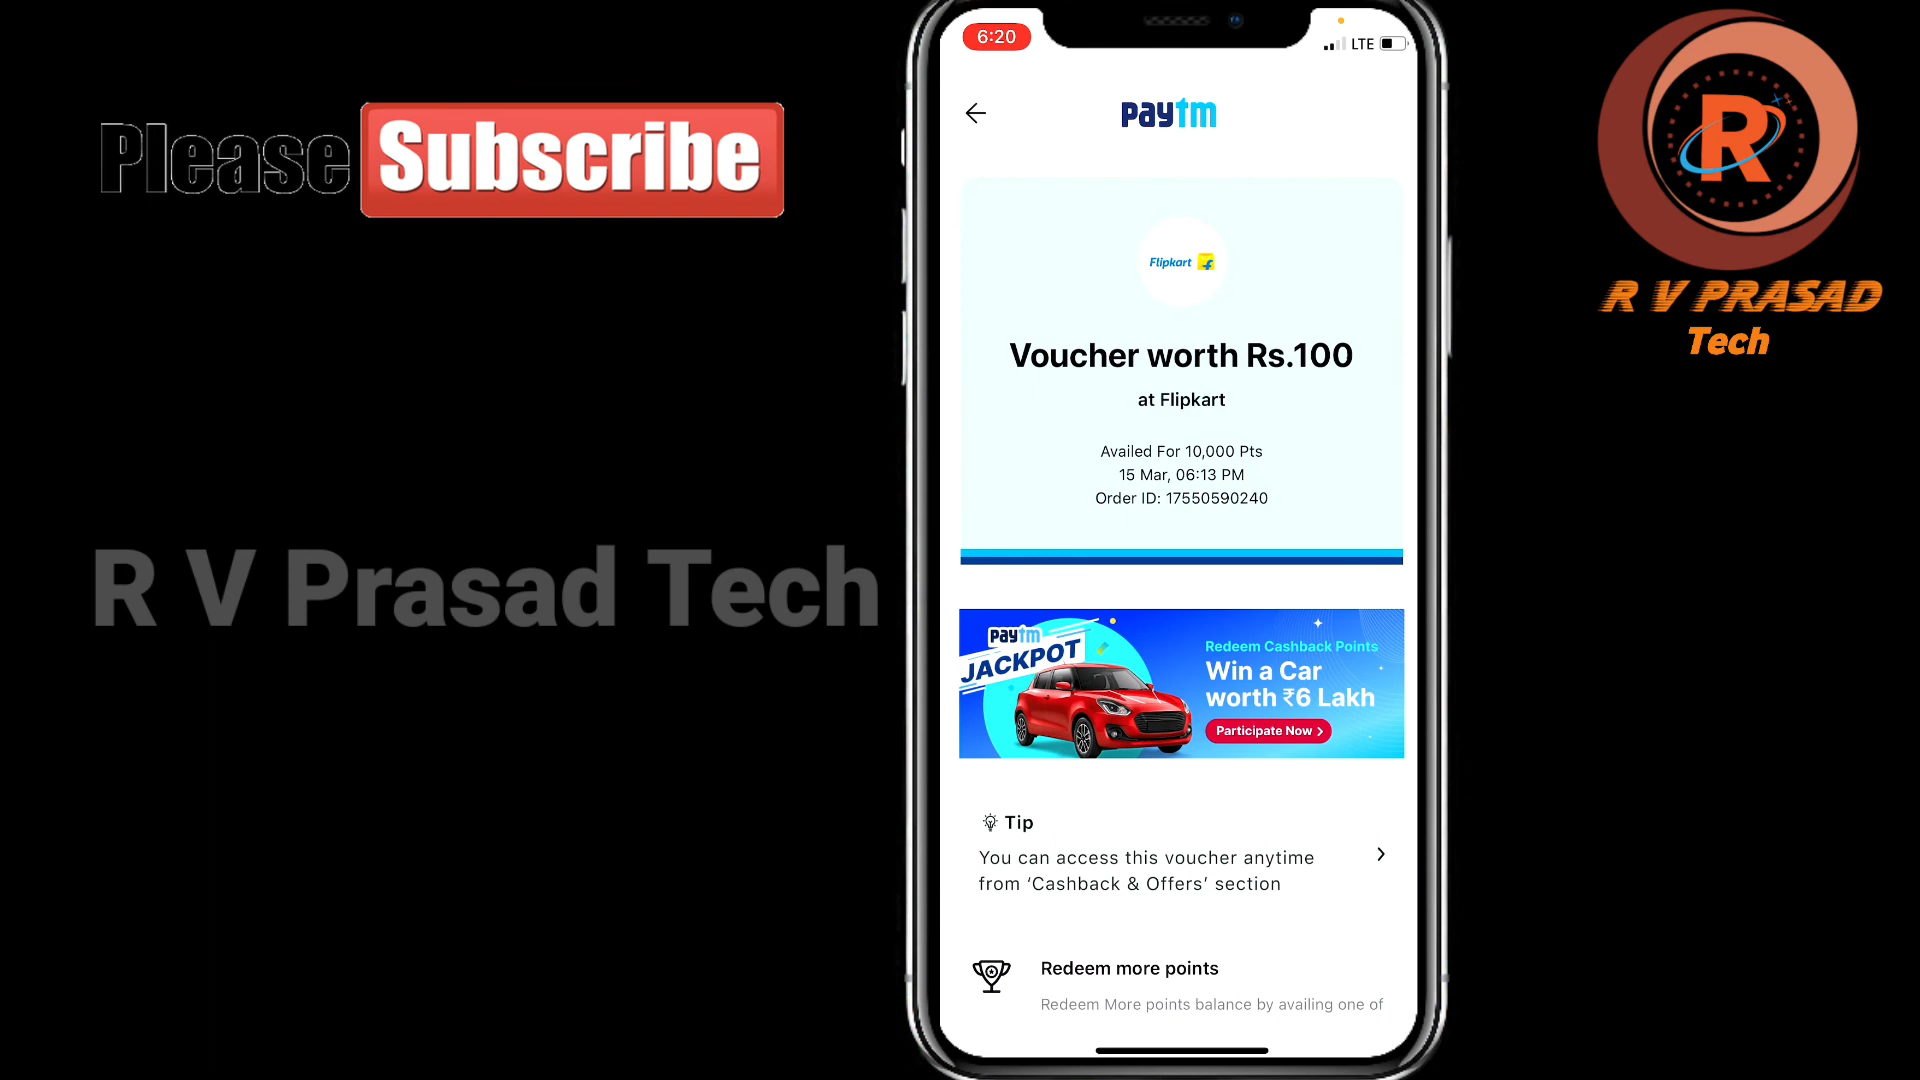 Please Subscribe
R V Prasad Tech
6:20
LTE
paytm
Flipkart
Voucher worth Rs.100
at Flipkart
Availed For 10,000 Pts
15 Mar, 06:13 PM
Order ID: 17550590240
paytm
JACKPOT
Redeem Cashback Points
Win a Car
worth ₹6 Lakh
Participate Now >
Tip
You can access this voucher anytime
from ‘Cashback & Offers’ section
Redeem more points
Redeem More points balance by availing one of
R
R V PRASAD
Tech